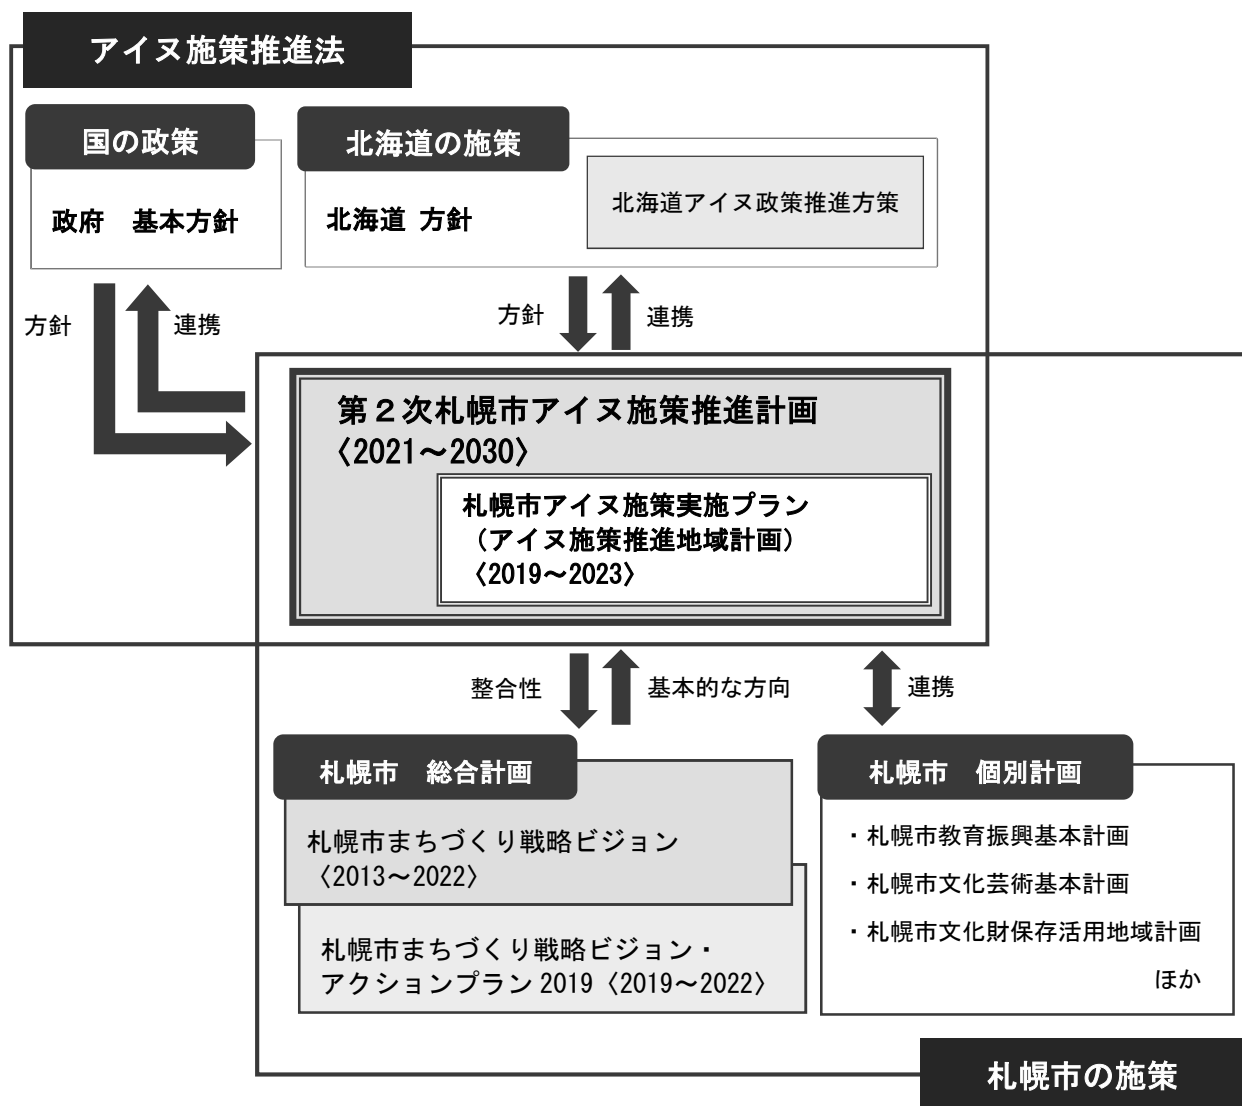 アイヌ施策推進法
国の政策
政府　基本方針
北海道の施策
北海道 方針
北海道アイヌ政策推進方策
方針
連携
方針
連携
第２次札幌市アイヌ施策推進計画
〈2021～2030〉
札幌市アイヌ施策実施プラン
（アイヌ施策推進地域計画）
〈2019～2023〉
整合性
基本的な方向
連携
札幌市　総合計画
札幌市まちづくり戦略ビジョン
〈2013～2022〉
札幌市まちづくり戦略ビジョン・
アクションプラン 2019〈2019～2022〉
札幌市　個別計画
・札幌市教育振興基本計画
・札幌市文化芸術基本計画
・札幌市文化財保存活用地域計画
ほか
札幌市の施策